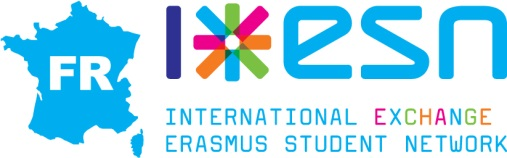 FR
I*esn
INTERNATIONAL EXCHANGE
ERASMUS STUDENT NETWORK